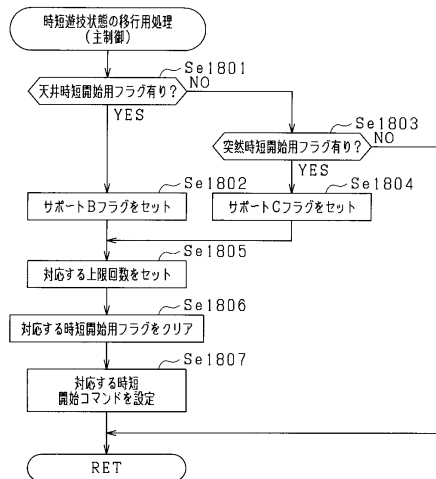 時短遊技状態の移行用処理
(主制御)
Se1801
天井時短開始用フラグ有り?
NO
YES
Se1803
突然時短開始用フラグ有り?
NO
YES
Se1802
サポートBフラグをセット
Se1804
サポートCフラグをセット
Se1805
対応する上限回数をセット
Se1806
対応する時短開始用フラグをクリア
Se1807
対応する時短
開始コマンドを設定
RET